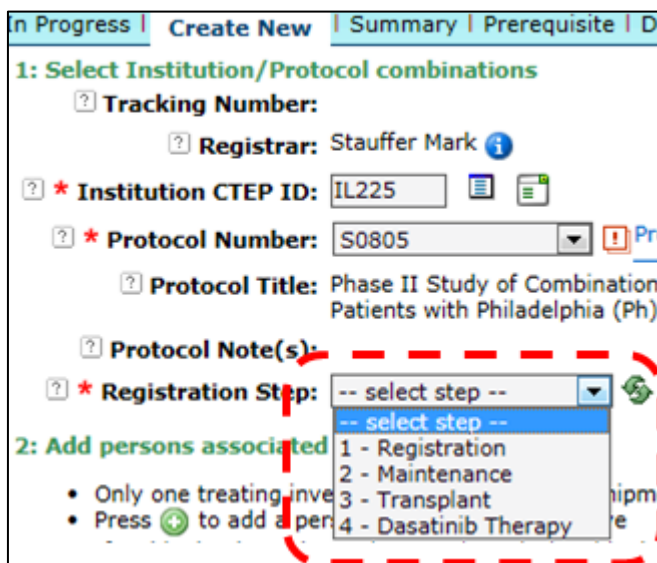 In Progress | Create New | Summary | Prerequisite | D
1: Select Institution/Protocol combinations
? Tracking Number:
? Registrar: Stauffer Mark i
? * Institution CTEP ID: IL225
? * Protocol Number: S0805 ! Pr
? Protocol Title: Phase II Study of Combination
Patients with Philadelphia (Ph)
? Protocol Note(s):
? * Registration Step: -- select step --
-- select step --
1 - Registration
2 - Maintenance
3 - Transplant
4 - Dasatinib Therapy
2: Add persons associated
• Only one treating inve hipm
• Press + to add a per e